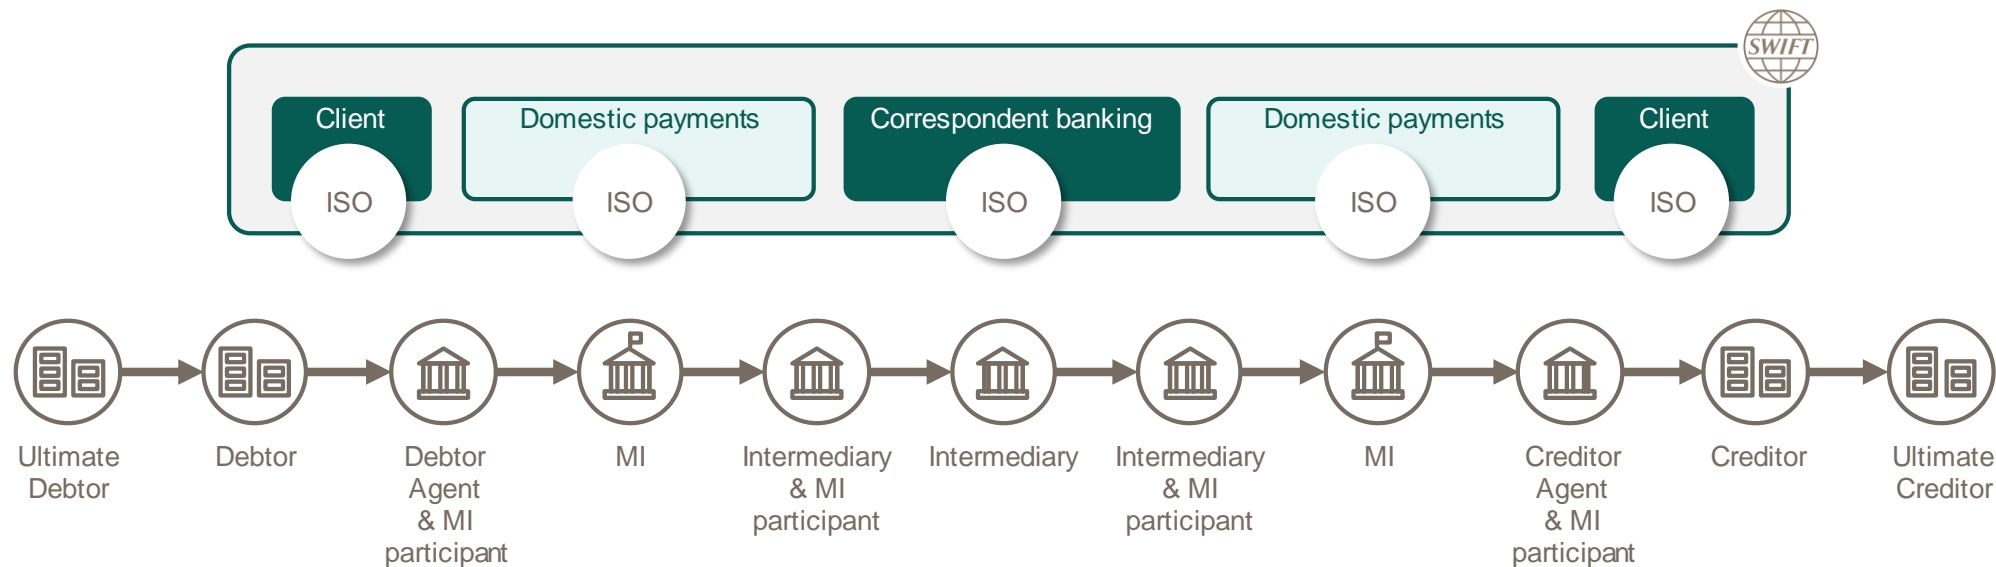 SWIFT
Client
Domestic payments
Correspondent banking
Domestic payments
Client
ISO
ISO
ISO
ISO
ISO
Ultimate
Debtor
Debtor
Debtor
Agent
& MI
participant
MI
Intermediary
& MI
participant
Intermediary
Intermediary
& MI
participant
MI
Creditor
Agent
& MI
participant
Creditor
Ultimate
Creditor